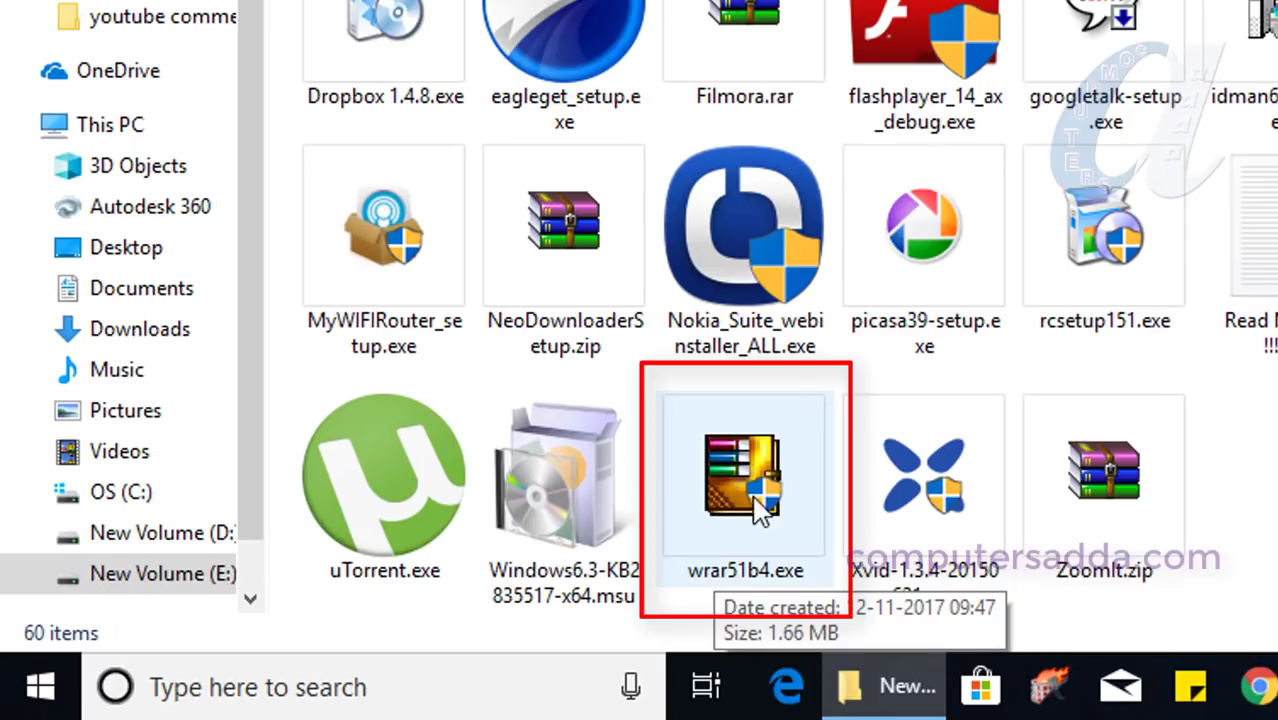 youtube comme
OneDrive
This PC
3D Objects
Autodesk 360
Desktop
Documents
Downloads
Music
Pictures
Videos
OS (C:)
New Volume (D:
New Volume (E:)
60 items
Dropbox 1.4.8.exe
eagleget_setup.e
xe
Filmora.rar
flashplayer_14_ax
_debug.exe
googletalk-setup
.exe
idman6
e
MyWIFIRouter_se
tup.exe
NeoDownloaderS
etup.zip
Nokia_Suite_webi
nstaller_ALL.exe
picasa39-setup.e
xe
rcsetup151.exe
Read M
!!!
uTorrent.exe
Windows6.3-KB2
835517-x64.msu
wrar51b4.exe
Xvid-1.3.4-20150
ZoomIt.zip
computersadda.com
Date created: 12-11-2017 09:47
Size: 1.66 MB
Type here to search
New...